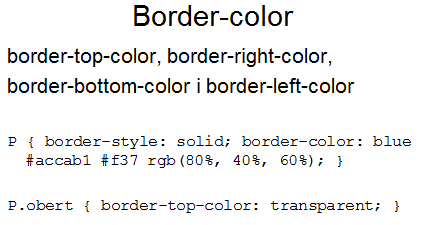 Border-color
border-top-color, border-right-color,
border-bottom-color i border-left-color
P { border-style: solid; border-color: blue
#accab1 #f37 rgb(80%, 40%, 60%); }
P.obert { border-top-color: transparent; }